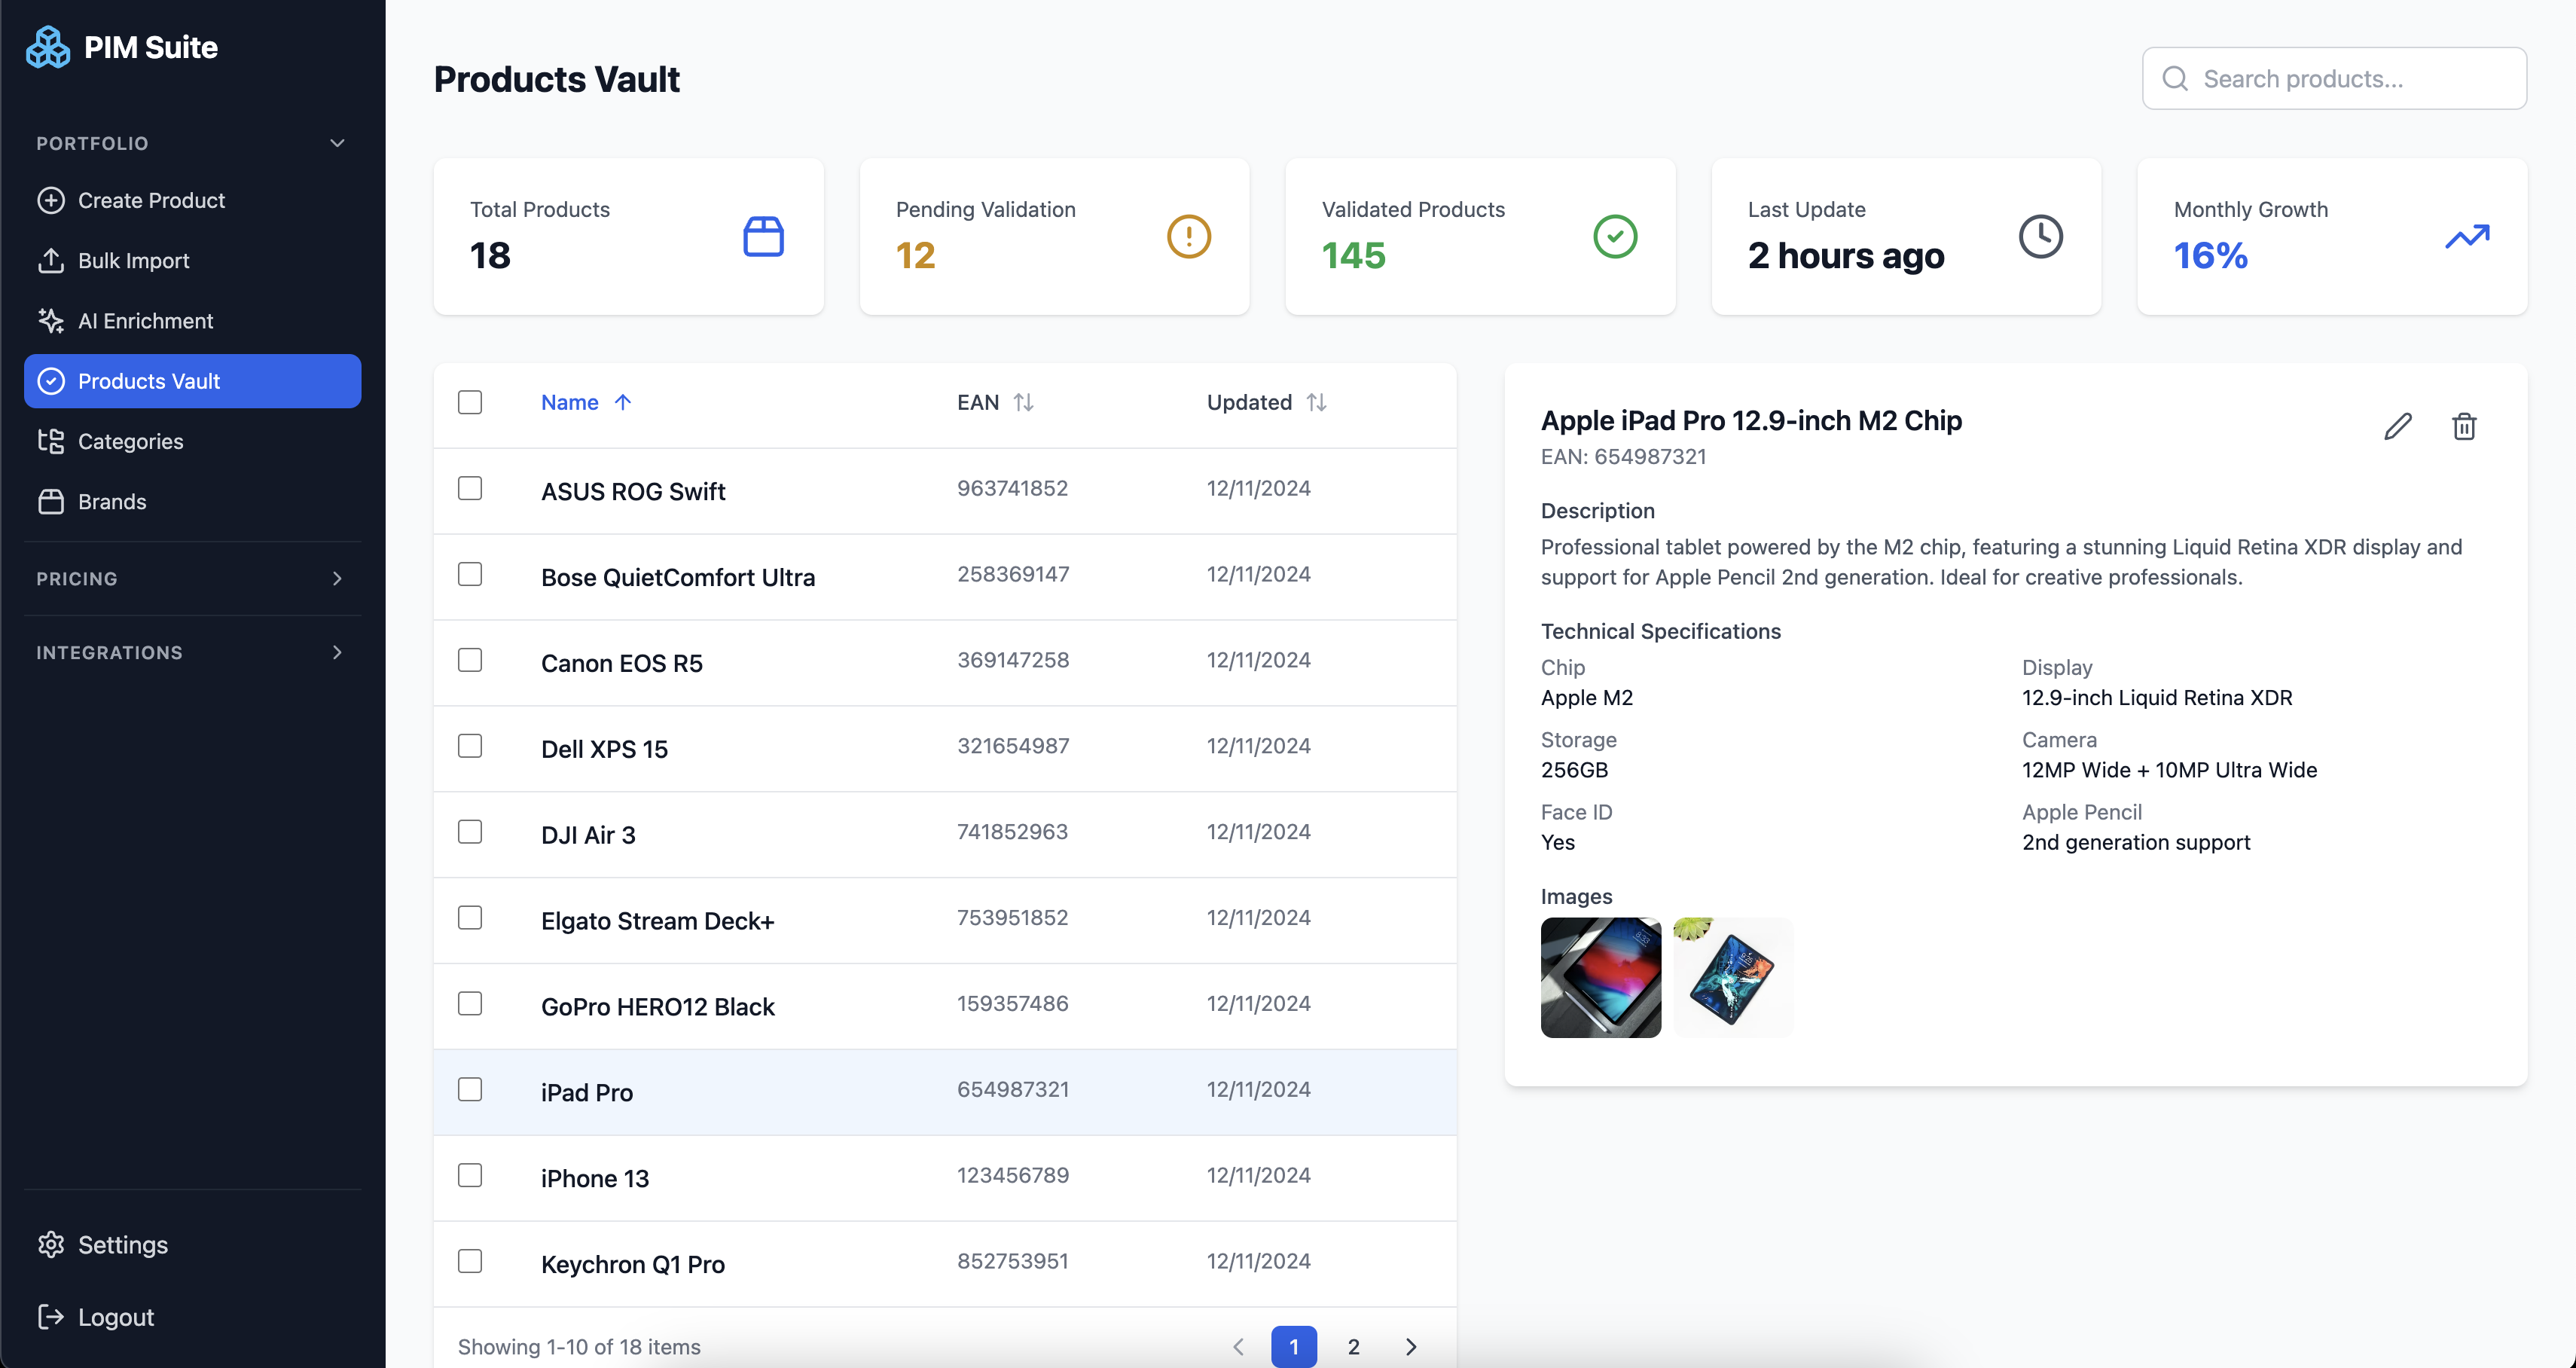 PIM Suite
PORTFOLIO
Create Product
Bulk Import
AI Enrichment
Products Vault
Categories
Brands
PRICING
INTEGRATIONS
Settings
Logout
Products Vault
Search products...
Total Products
18
Pending Validation
12
Validated Products
145
Last Update
2 hours ago
Monthly Growth
16%
Name EAN Updated
ASUS ROG Swift 963741852 12/11/2024
Bose QuietComfort Ultra 258369147 12/11/2024
Canon EOS R5 369147258 12/11/2024
Dell XPS 15 321654987 12/11/2024
DJI Air 3 741852963 12/11/2024
Elgato Stream Deck+ 753951852 12/11/2024
GoPro HERO12 Black 159357486 12/11/2024
iPad Pro 654987321 12/11/2024
iPhone 13 123456789 12/11/2024
Keychron Q1 Pro 852753951 12/11/2024
Showing 1-10 of 18 items
1 2
Apple iPad Pro 12.9-inch M2 Chip
EAN: 654987321
Description
Professional tablet powered by the M2 chip, featuring a stunning Liquid Retina XDR display and
support for Apple Pencil 2nd generation. Ideal for creative professionals.
Technical Specifications
Chip
Apple M2
Display
12.9-inch Liquid Retina XDR
Storage
256GB
Camera
12MP Wide + 10MP Ultra Wide
Face ID
Yes
Apple Pencil
2nd generation support
Images